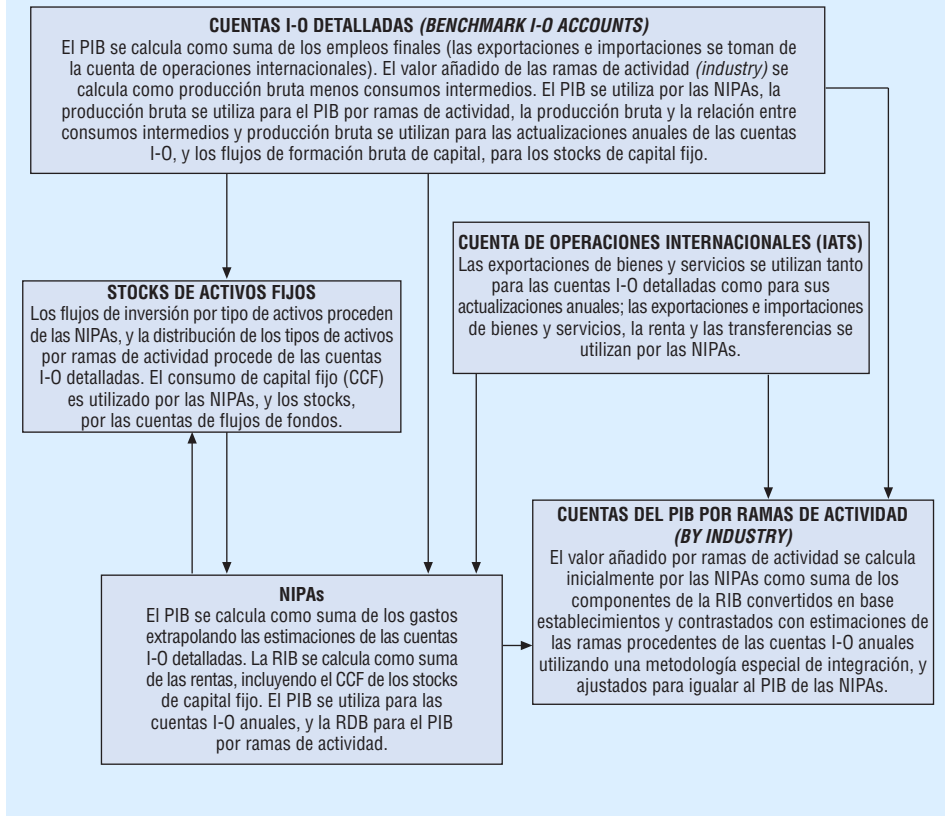 CUENTAS I-O DETALLADAS (BENCHMARK I-O ACCOUNTS)
El PIB se calcula como suma de los empleos finales (las exportaciones e importaciones se toman de
la cuenta de operaciones internacionales). El valor añadido de las ramas de actividad (industry) se
calcula como producción bruta menos consumos intermedios. El PIB se utiliza por las NIPAs, la
producción bruta se utiliza para el PIB por ramas de actividad, la producción bruta y la relación entre
consumos intermedios y producción bruta se utilizan para las actualizaciones anuales de las cuentas
I-O, y los flujos de formación bruta de capital, para los stocks de capital fijo.
CUENTA DE OPERACIONES INTERNACIONALES (IATS)
Las exportaciones de bienes y servicios se utilizan tanto
para las cuentas I-O detalladas como para sus
actualizaciones anuales; las exportaciones e importaciones
de bienes y servicios, la renta y las transferencias se
utilizan por las NIPAs.
STOCKS DE ACTIVOS FIJOS
Los flujos de inversión por tipo de activos proceden
de las NIPAs, y la distribución de los tipos de activos
por ramas de actividad procede de las cuentas
I-O detalladas. El consumo de capital fijo (CCF)
es utilizado por las NIPAs, y los stocks,
por las cuentas de flujos de fondos.
CUENTAS DEL PIB POR RAMAS DE ACTIVIDAD
(BY INDUSTRY)
El valor añadido por ramas de actividad se calcula
inicialmente por las NIPAs como suma de los
componentes de la RIB convertidos en base
establecimientos y contrastados con estimaciones de
las ramas procedentes de las cuentas I-O anuales
utilizando una metodología especial de integración, y
ajustados para igualar al PIB de las NIPAs.
NIPAs
El PIB se calcula como suma de los gastos
extrapolando las estimaciones de las cuentas
I-O detalladas. La RIB se calcula como suma
de las rentas, incluyendo el CCF de los stocks
de capital fijo. El PIB se utiliza para las
cuentas I-O anuales, y la RDB para el PIB
por ramas de actividad.